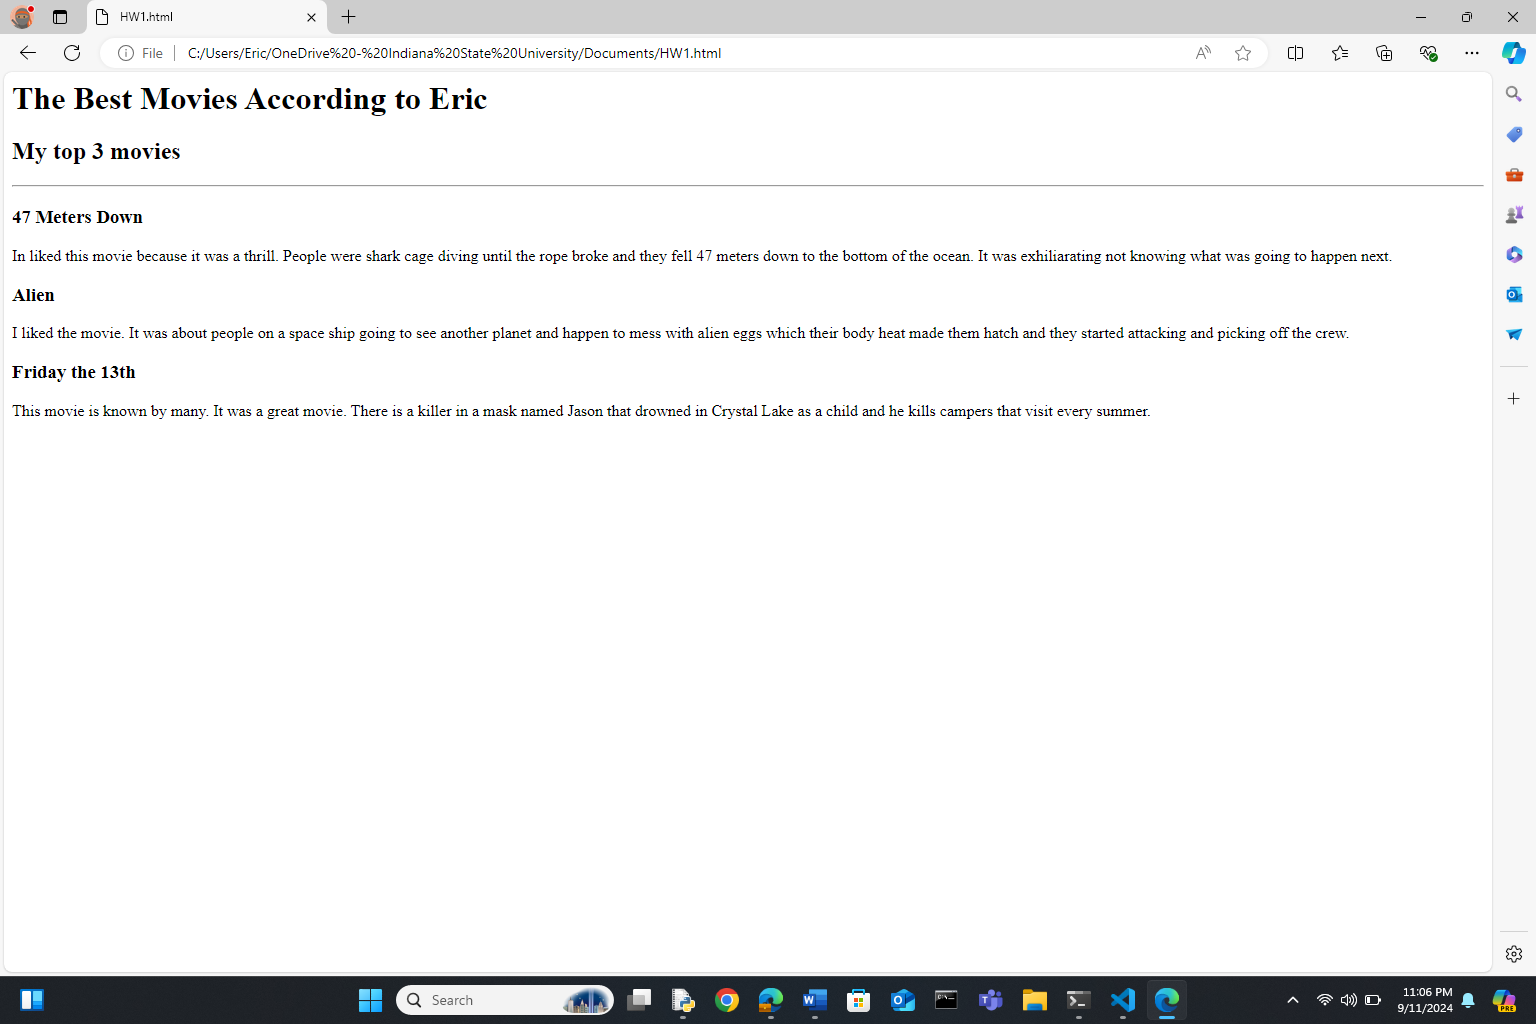 HW1.html
File
C:/Users/Eric/OneDrive%20-%20Indiana%20State%20University/Documents/HW1.html
The Best Movies According to Eric
My top 3 movies
47 Meters Down
In liked this movie because it was a thrill. People were shark cage diving until the rope broke and they fell 47 meters down to the bottom of the ocean. It was exhiliarating not knowing what was going to happen next.
Alien
I liked the movie. It was about people on a space ship going to see another planet and happen to mess with alien eggs which their body heat made them hatch and they started attacking and picking off the crew.
Friday the 13th
This movie is known by many. It was a great movie. There is a killer in a mask named Jason that drowned in Crystal Lake as a child and he kills campers that visit every summer.
Search
11:06 PM
9/11/2024
PRE